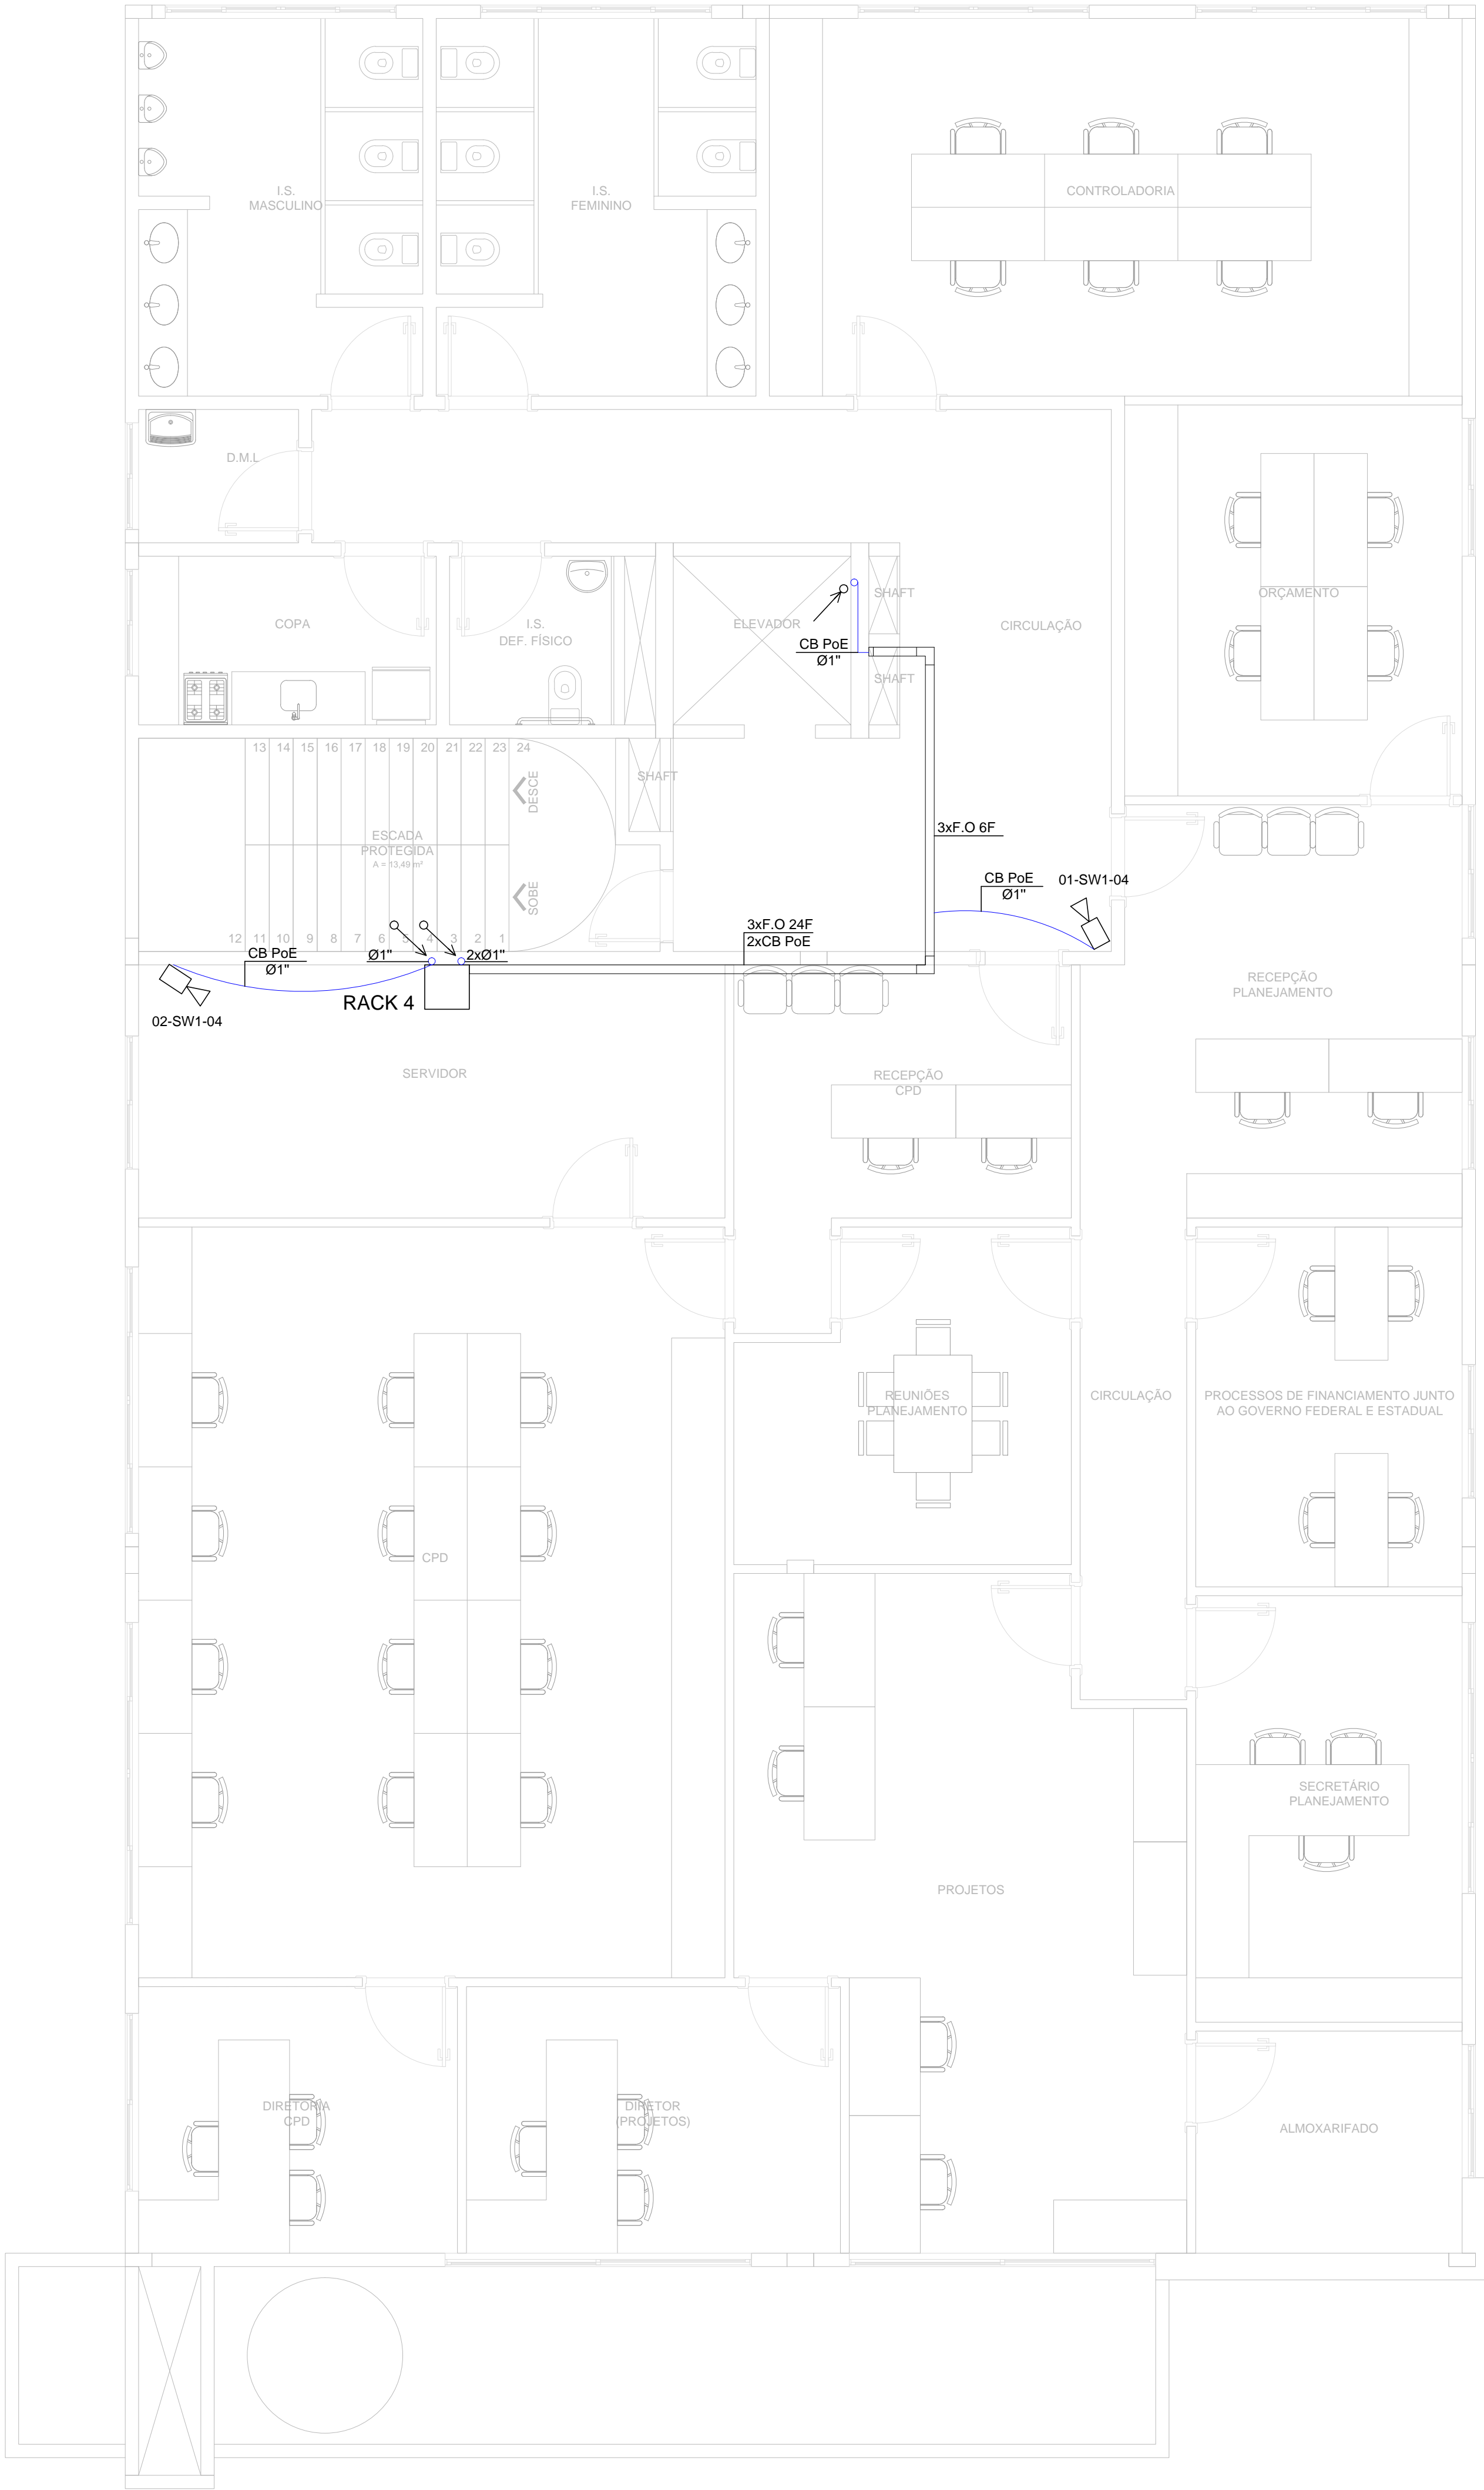 I.S.
MASCULINO
I.S.
FEMININO
CONTROLADORIA
D.M.L
COPA
I.S.
DEF. FÍSICO
ELEVADOR
SHAFT
CB PoE
Ø1"
SHAFT
CIRCULAÇÃO
ORÇAMENTO
13 14 15 16 17 18 19 20 21 22 23 24
DESCE
SHAFT
ESCADA
PROTEGIDA
A = 13,49 m²
SOBE
12 11 10 9 8 7 6 5 4 3 2 1
3xF.O 6F
CB PoE
Ø1"
01-SW1-04
3xF.O 24F
2xCB PoE
CB PoE
Ø1"
Ø1"
2xØ1"
RACK 4
02-SW1-04
SERVIDOR
RECEPÇÃO
PLANEJAMENTO
RECEPÇÃO
CPD
REUNIÕES
PLANEJAMENTO
CIRCULAÇÃO
PROCESSOS DE FINANCIAMENTO JUNTO
AO GOVERNO FEDERAL E ESTADUAL
CPD
SECRETÁRIO
PLANEJAMENTO
PROJETOS
DIRETORIA
CPD
DIRETOR
(PROJETOS)
ALMOXARIFADO